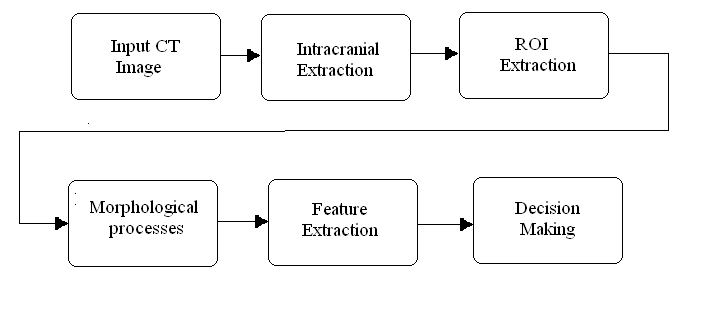 Input CT
Image
Intracranial
Extraction
ROI
Extraction
Morphological
processes
Feature
Extraction
Decision
Making